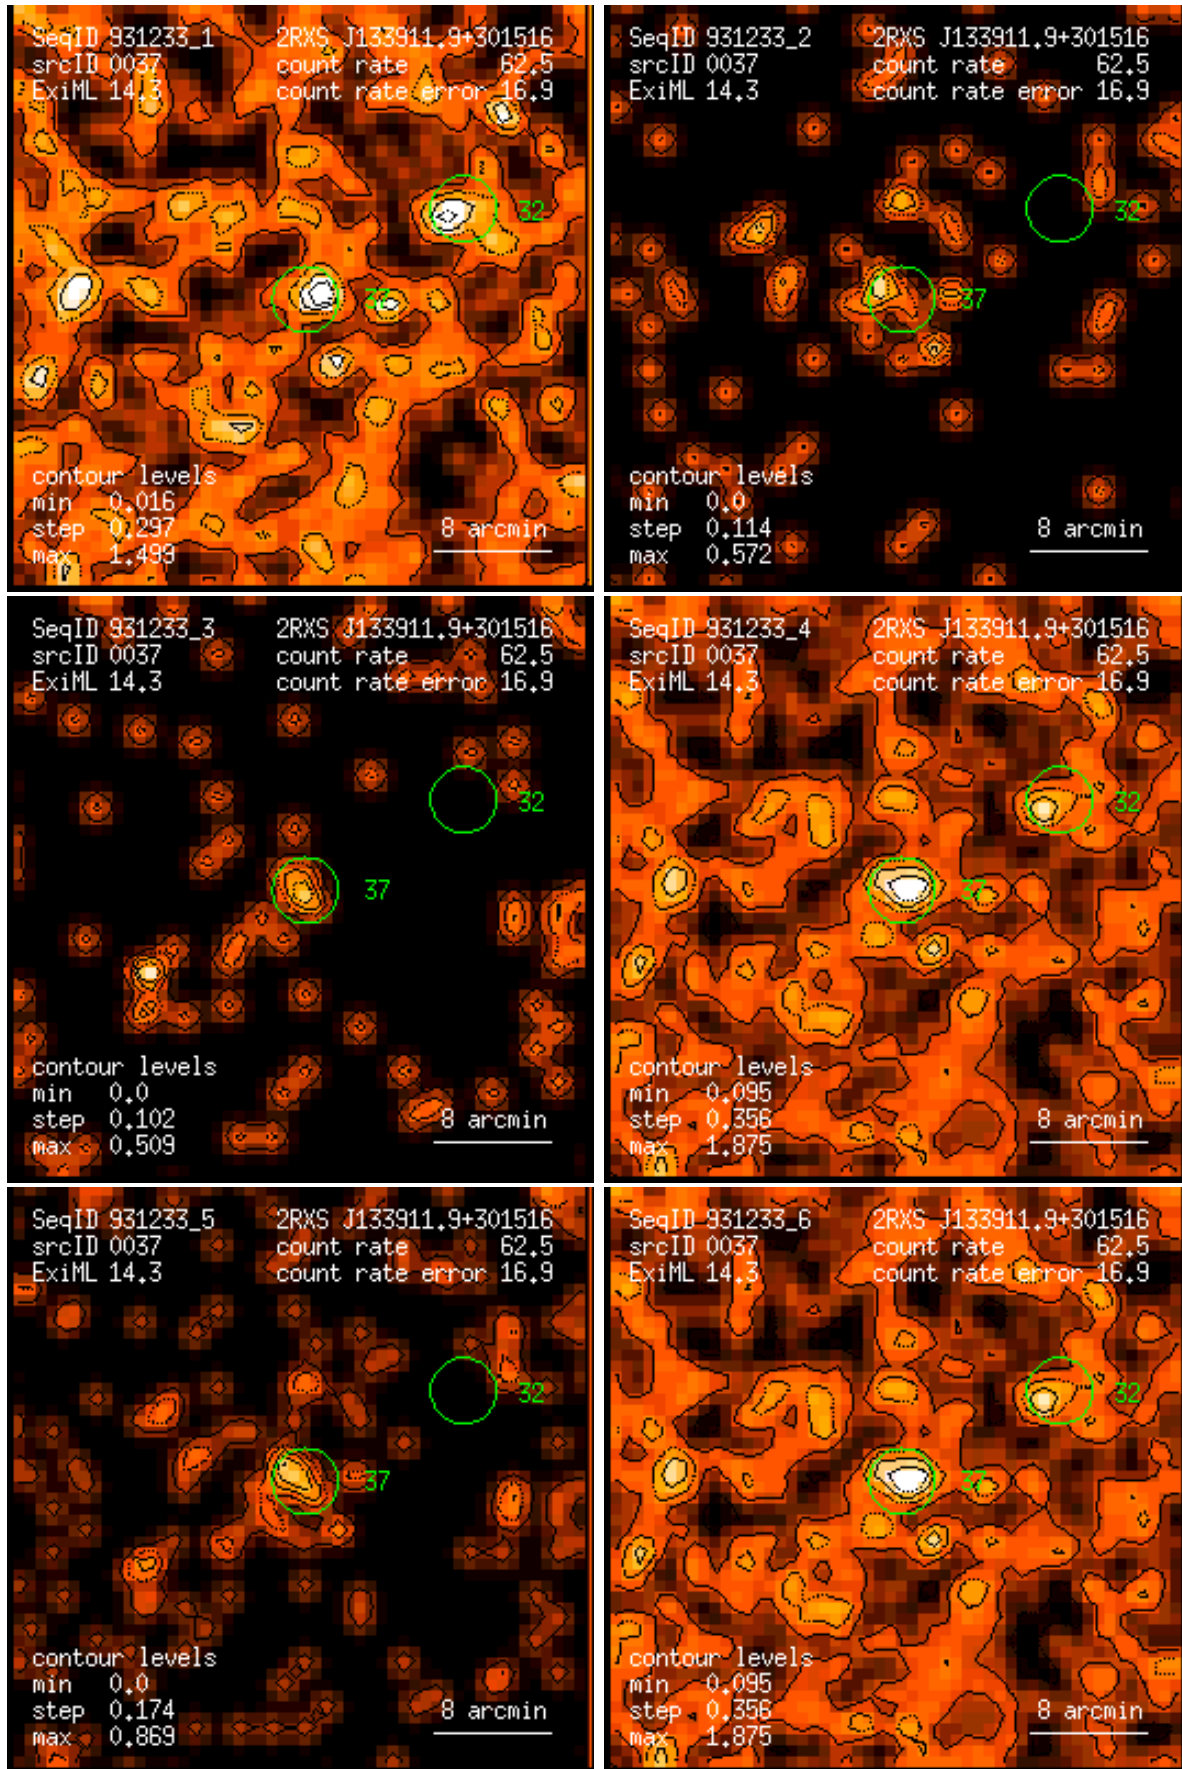 SeqID 931233_1 2RXS J133911.9+301516
srcID 0037 count rate 62.5
ExiML 14.3 count rate error 16.9
32
37
contour levels
min 0.016
step 0.297 8 arcmin
max 1.499
SeqID 931233_2 2RXS J133911.9+301516
srcID 0037 count rate 62.5
ExiML 14.3 count rate error 16.9
32
37
contour levels
min 0.0
step 0.114 8 arcmin
max 0.572
SeqID 931233_3 2RXS J133911.9+301516
srcID 0037 count rate 62.5
ExiML 14.3 count rate error 16.9
32
37
contour levels
min 0.0
step 0.102 8 arcmin
max 0.509
SeqID 931233_4 2RXS J133911.9+301516
srcID 0037 count rate 62.5
ExiML 14.3 count rate error 16.9
32
37
contour levels
min 0.095
step 0.356 8 arcmin
max 1.875
SeqID 931233_5 2RXS J133911.9+301516
srcID 0037 count rate 62.5
ExiML 14.3 count rate error 16.9
32
37
contour levels
min 0.0
step 0.174 8 arcmin
max 0.869
SeqID 931233_6 2RXS J133911.9+301516
srcID 0037 count rate 62.5
ExiML 14.3 count rate error 16.9
32
37
contour levels
min 0.095
step 0.356 8 arcmin
max 1.875